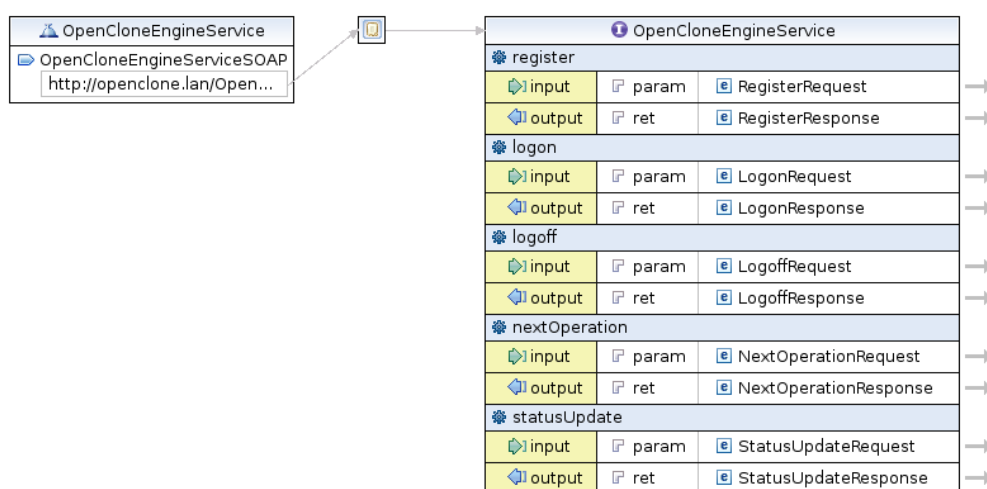 OpenCloneEngineService
OpenCloneEngineServiceSOAP
http://openclone.lan/Open...
I OpenCloneEngineService
register
input param e RegisterRequest
output ret e RegisterResponse
logon
input param e LogonRequest
output ret e LogonResponse
logoff
input param e LogoffRequest
output ret e LogoffResponse
nextOperation
input param e NextOperationRequest
output ret e NextOperationResponse
statusUpdate
input param e StatusUpdateRequest
output ret e StatusUpdateResponse